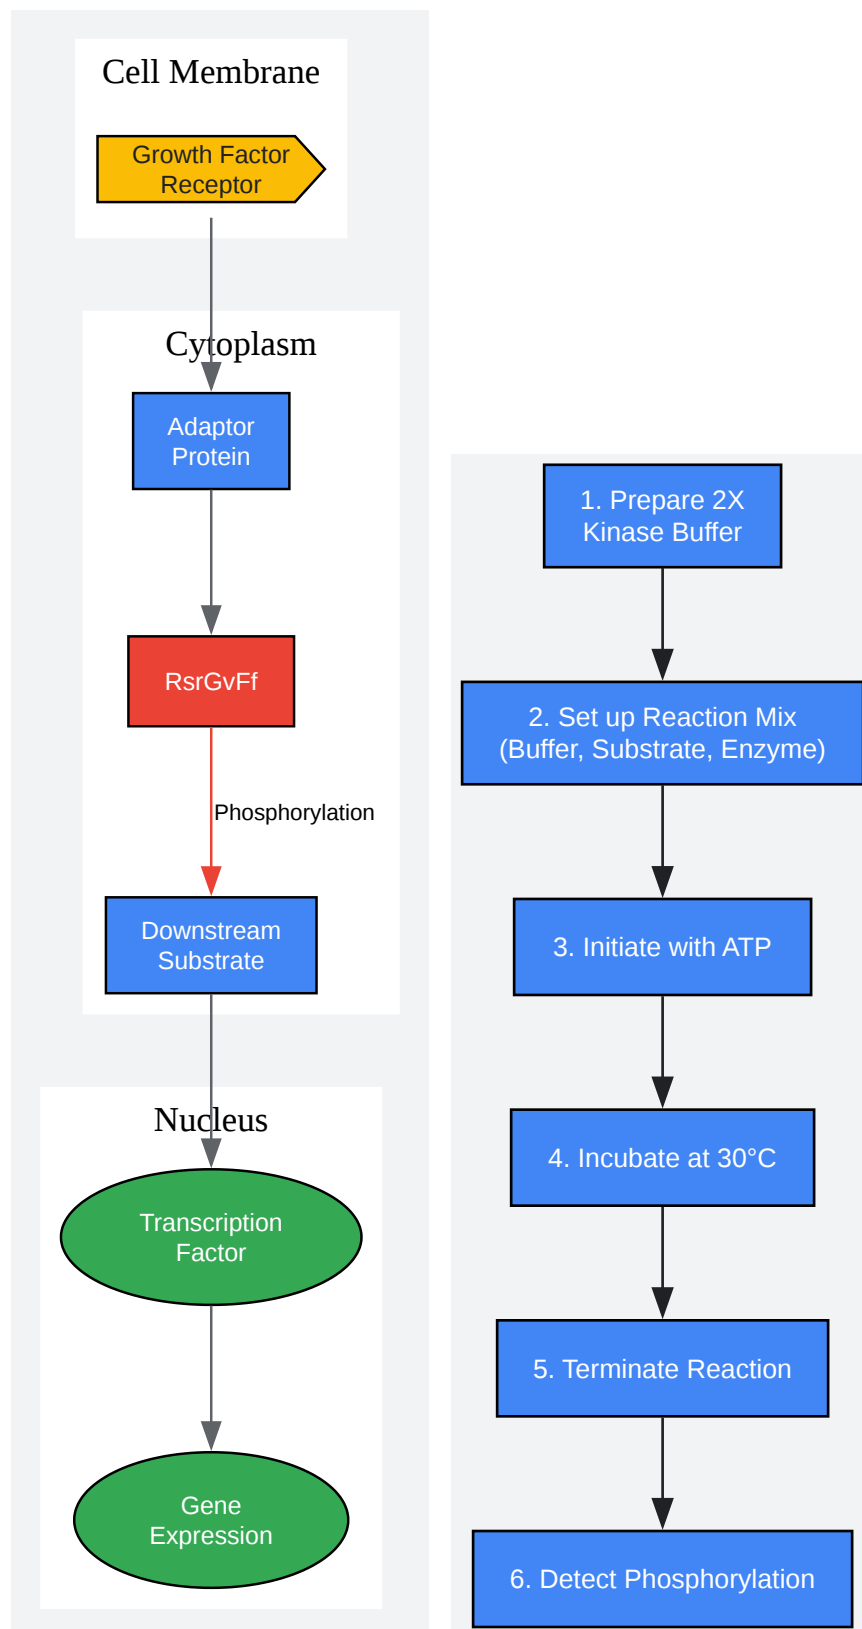 Cell Membrane
Growth Factor
Receptor
Cytoplasm
Adaptor
Protein
RsrGvFf
Phosphorylation
Downstream
Substrate
Nucleus
Transcription
Factor
Gene
Expression
1. Prepare 2X
Kinase Buffer
2. Set up Reaction Mix
(Buffer, Substrate, Enzyme)
3. Initiate with ATP
4. Incubate at 30°C
5. Terminate Reaction
6. Detect Phosphorylation